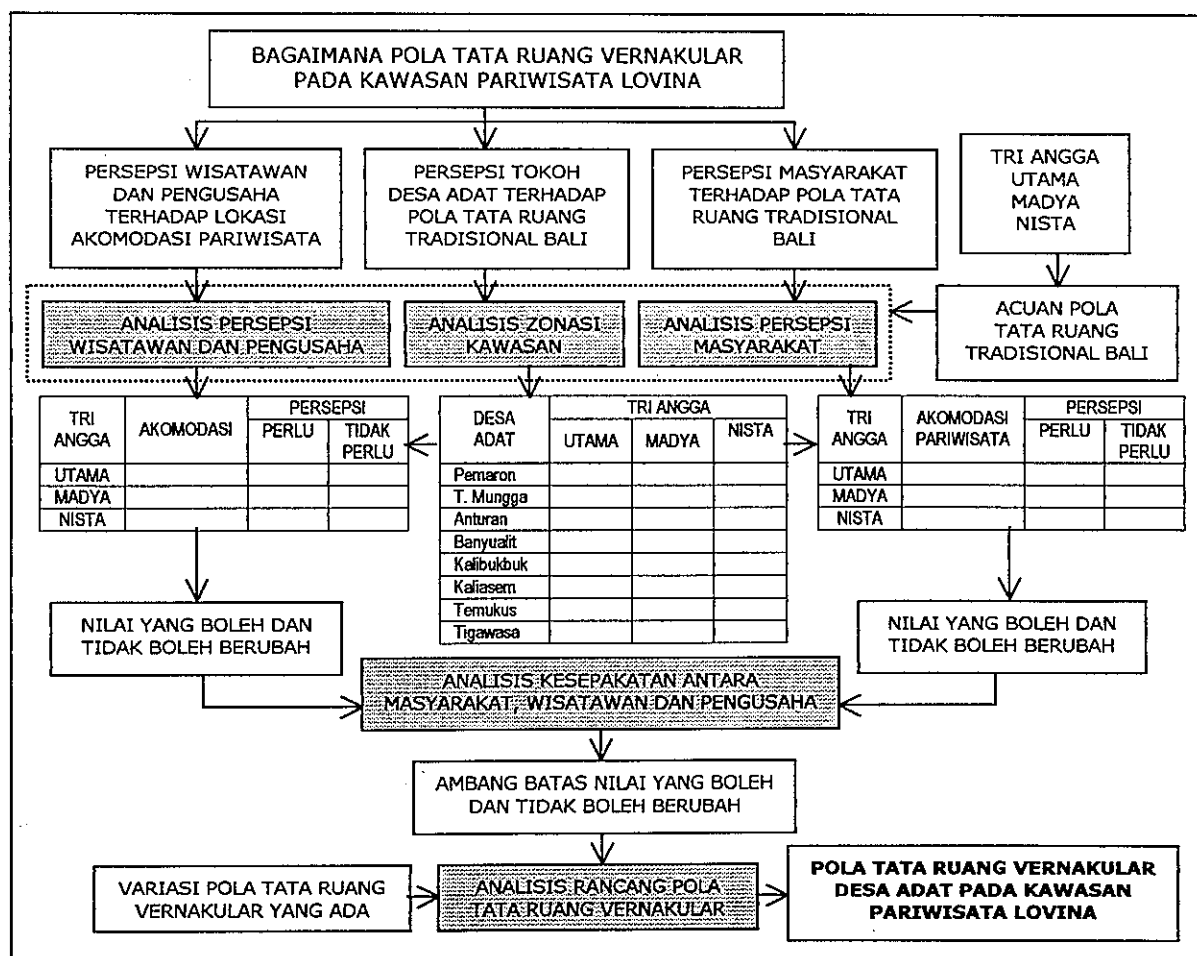 BAGAIMANA POLA TATA RUANG VERNAKULAR
PADA KAWASAN PARIWISATA LOVINA
PERSEPSI WISATAWAN
DAN PENGUSAHA
TERHADAP LOKASI
AKOMODASI PARIWISATA
PERSEPSI TOKOH
DESA ADAT TERHADAP
POLA TATA RUANG
TRADISIONAL BALI
PERSEPSI MASYARAKAT
TERHADAP POLA TATA
RUANG TRADISIONAL
BALI
TRI ANGGA
UTAMA
MADYA
NISTA
ANALISIS PERSEPSI
WISATAWAN DAN PENGUSAHA
ANALISIS ZONASI
KAWASAN
ANALISIS PERSEPSI
MASYARAKAT
ACUAN POLA
TATA RUANG
TRADISIONAL BALI
TRI
ANGGA
AKOMODASI
PERSEPSI
PERLU
TIDAK
PERLU
UTAMA
MADYA
NISTA
DESA
ADAT
TRI ANGGA
UTAMA
MADYA
NISTA
Pemaron
T. Mungga
Anturan
Banyualit
Kalibukbuk
Kaliasem
Temukus
Tigawasa
TRI
ANGGA
AKOMODASI
PARIWISATA
PERSEPSI
PERLU
TIDAK
PERLU
UTAMA
MADYA
NISTA
NILAI YANG BOLEH DAN
TIDAK BOLEH BERUBAH
NILAI YANG BOLEH DAN
TIDAK BOLEH BERUBAH
ANALISIS KESEPAKATAN ANTARA
MASYARAKAT, WISATAWAN DAN PENGUSAHA
AMBANG BATAS NILAI YANG BOLEH
DAN TIDAK BOLEH BERUBAH
VARIASI POLA TATA RUANG
VERNAKULAR YANG ADA
ANALISIS RANCANG POLA
TATA RUANG VERNAKULAR
POLA TATA RUANG VERNAKULAR
DESA ADAT PADA KAWASAN
PARIWISATA LOVINA